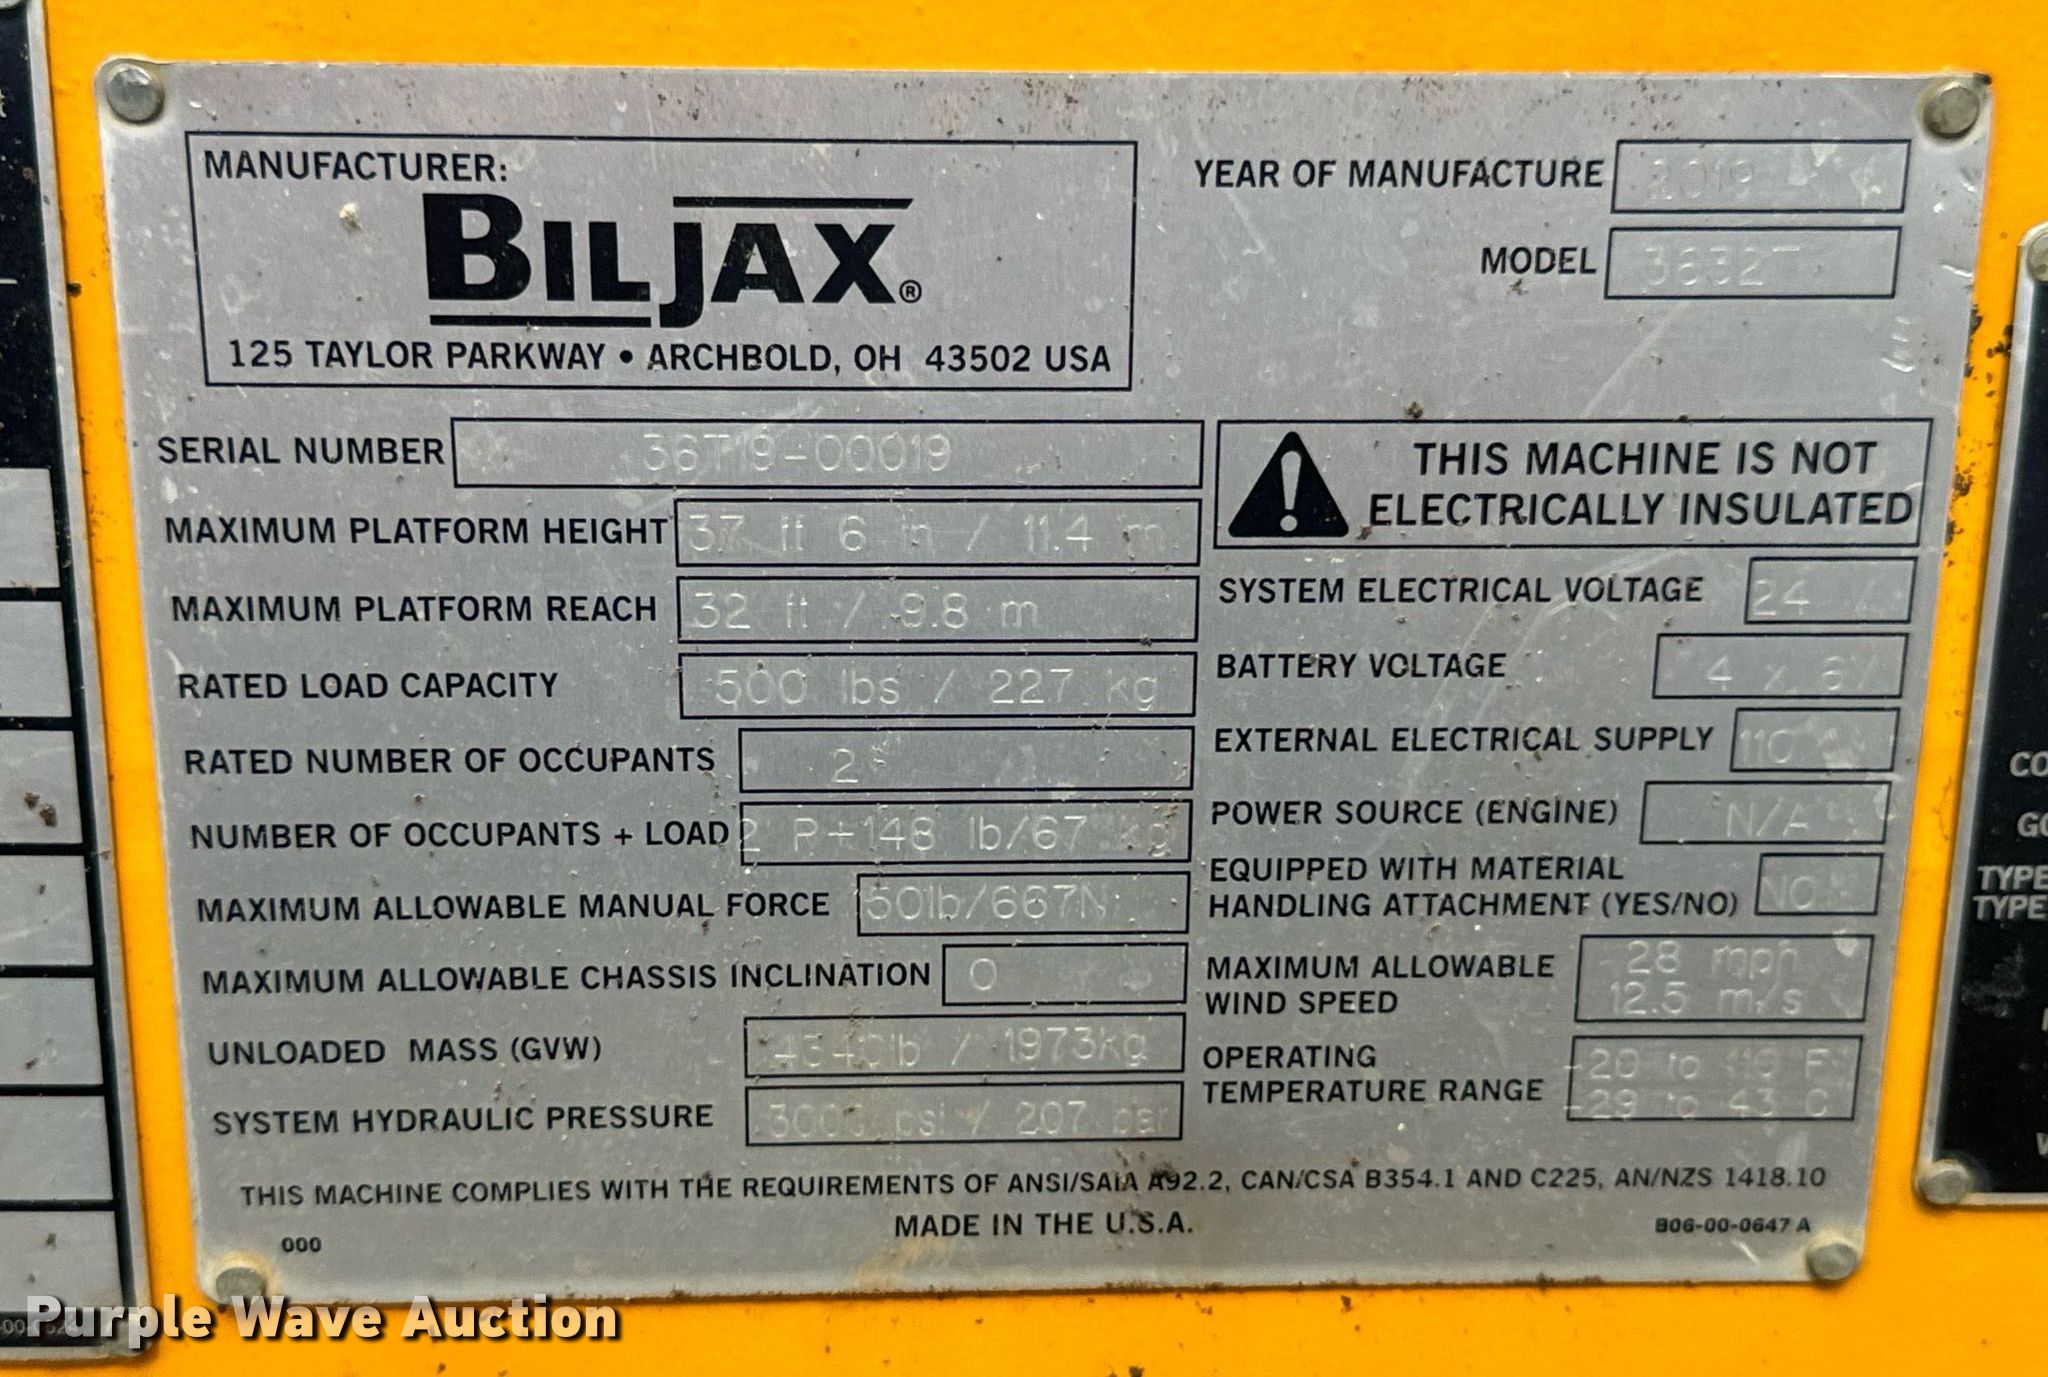 MANUFACTURER:
BILJAX®
125 TAYLOR PARKWAY • ARCHBOLD, OH 43502 USA
YEAR OF MANUFACTURE 2019
MODEL 3632T
SERIAL NUMBER 36T19-00019
MAXIMUM PLATFORM HEIGHT 37 ft 6 in / 11.4 m
MAXIMUM PLATFORM REACH 32 ft / 9.8 m
RATED LOAD CAPACITY 500 lbs / 227 kg
RATED NUMBER OF OCCUPANTS 2
NUMBER OF OCCUPANTS + LOAD 2 P+148 lb/67 kg
MAXIMUM ALLOWABLE MANUAL FORCE 150lb/667N
MAXIMUM ALLOWABLE CHASSIS INCLINATION 0
UNLOADED MASS (GVW) 4340lb / 1973kg
SYSTEM HYDRAULIC PRESSURE 3000 psi / 207 bar
THIS MACHINE IS NOT
ELECTRICALLY INSULATED
SYSTEM ELECTRICAL VOLTAGE 24
BATTERY VOLTAGE 4 x 6V
EXTERNAL ELECTRICAL SUPPLY 110
POWER SOURCE (ENGINE) N/A
EQUIPPED WITH MATERIAL
HANDLING ATTACHMENT (YES/NO) NO
MAXIMUM ALLOWABLE 28 mph
WIND SPEED 12.5 m/s
OPERATING -20 to 110 F
TEMPERATURE RANGE -29 to 43 C
THIS MACHINE COMPLIES WITH THE REQUIREMENTS OF ANSI/SAIA A92.2, CAN/CSA B354.1 AND C225, AN/NZS 1418.10
MADE IN THE U.S.A.
000
B06-00-0647 A
TYPE
TYPE
Purple Wave Auction